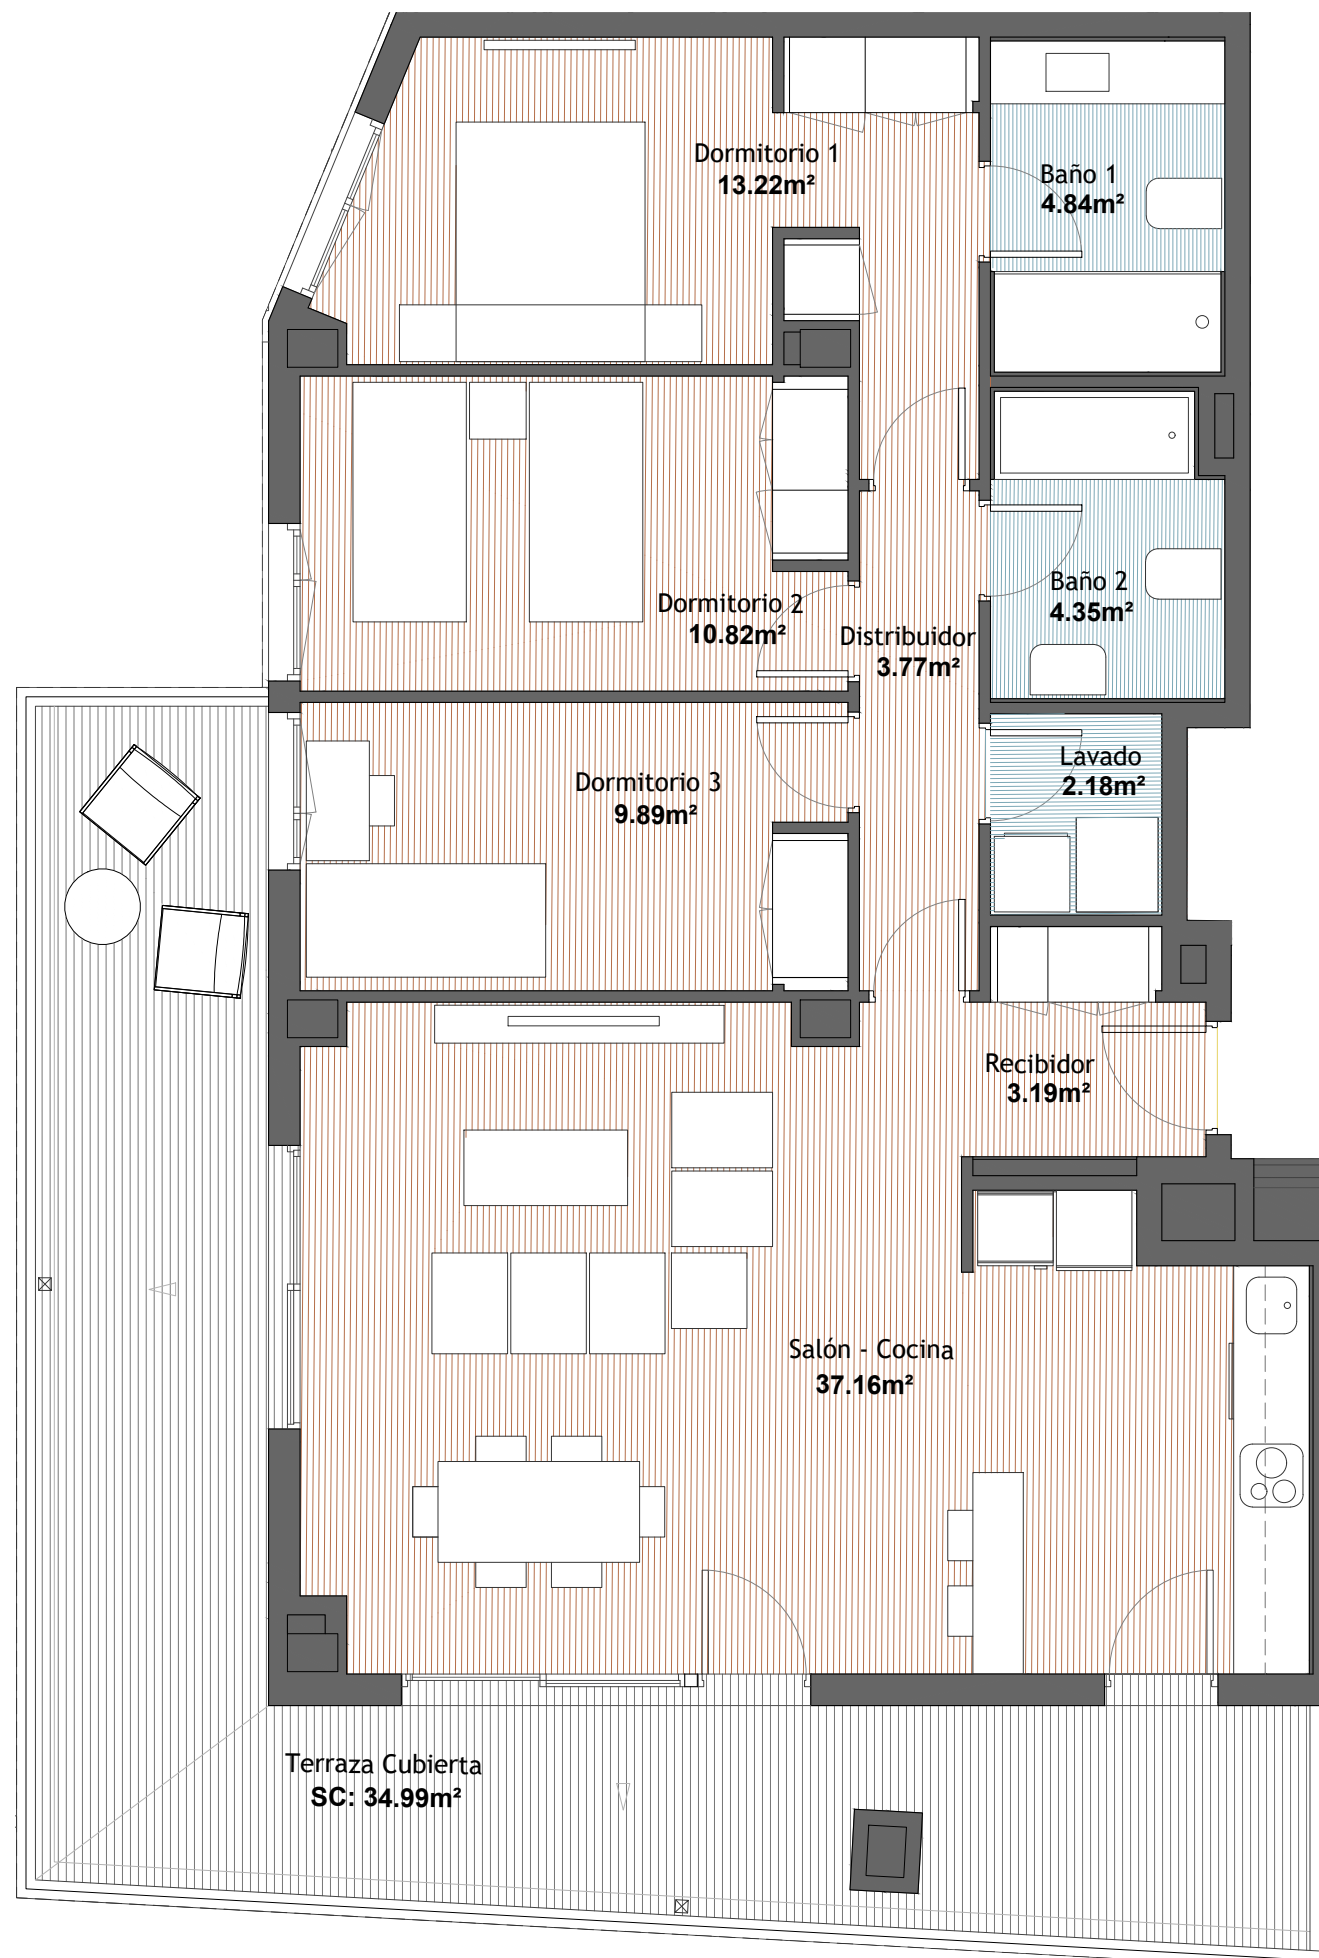 Dormitorio 1
13.22m²
Baño 1
4.84m²
Dormitorio 2
10.82m²
Baño 2
4.35m²
Distribuidor
3.77m²
Dormitorio 3
9.89m²
Lavado
2.18m²
Recibidor
3.19m²
Salón - Cocina
37.16m²
Terraza Cubierta
SC: 34.99m²